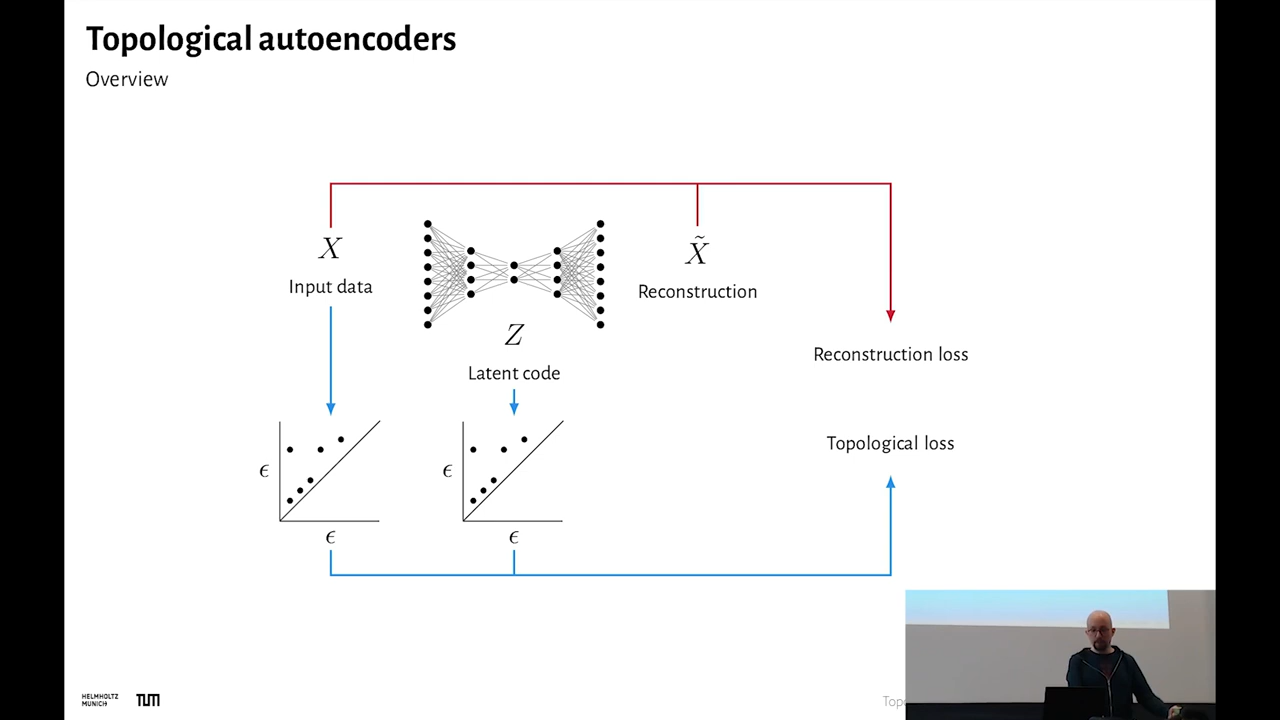 Topological autoencoders
Overview
X
Input data
Z
Latent code
X̃
Reconstruction
Reconstruction loss
Topological loss
ϵ
ϵ
ϵ
ϵ
HELMHOLTZ
MUNICH
TUM